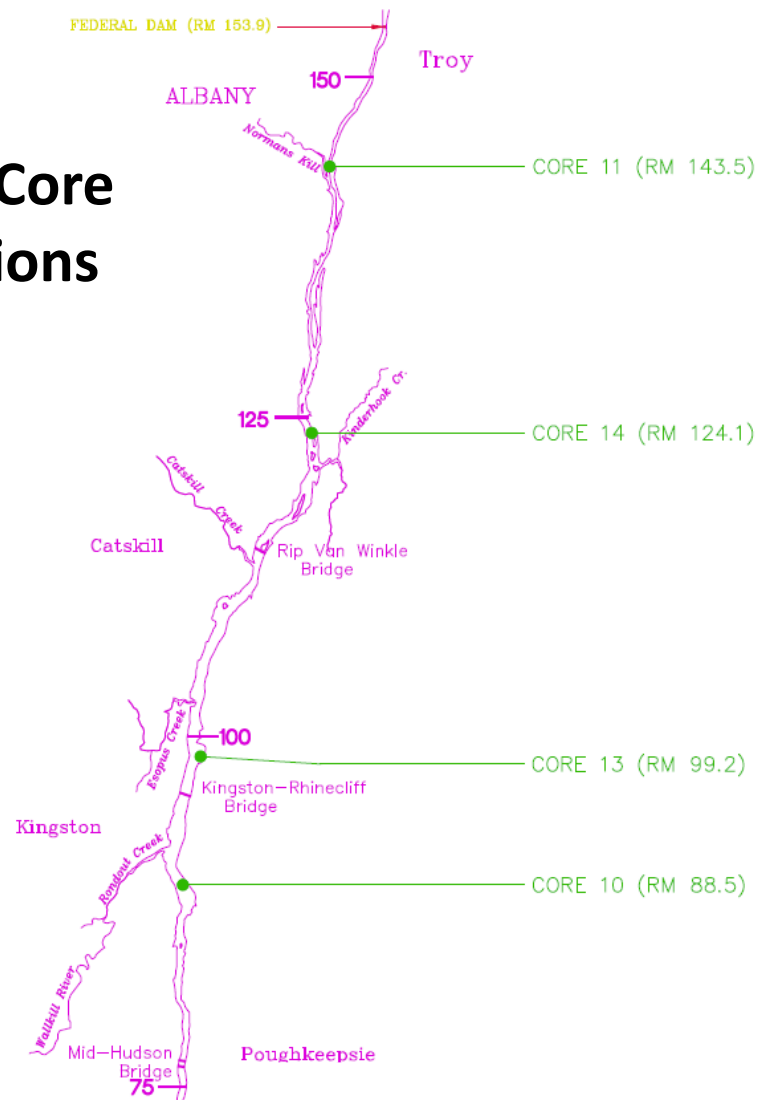 FEDERAL DAM (RM 153.9)
Troy
150
ALBANY
Normans Kill
CORE 11 (RM 143.5)
Core
ions
Kinderhook Cr.
125
CORE 14 (RM 124.1)
Catskill Creek
Catskill
Rip Van Winkle
Bridge
Esopus Creek
100
CORE 13 (RM 99.2)
Kingston-Rhinecliff
Bridge
Kingston
Rondout Creek
CORE 10 (RM 88.5)
Wallkill River
Mid-Hudson
Bridge
Poughkeepsie
75